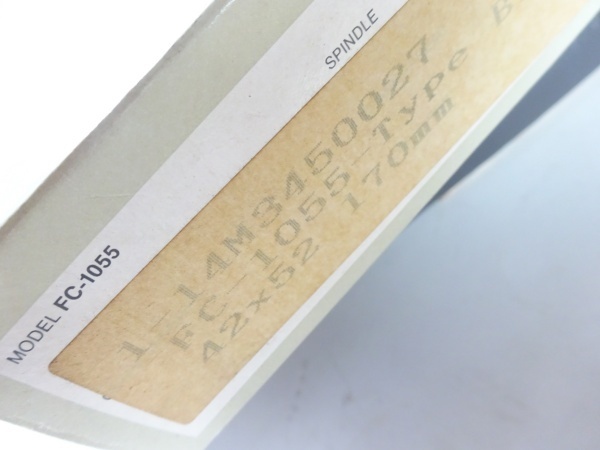 MODEL FC-1055
SPINDLE
1-14M3450027
FC-1055-Type B
42x52 170mm